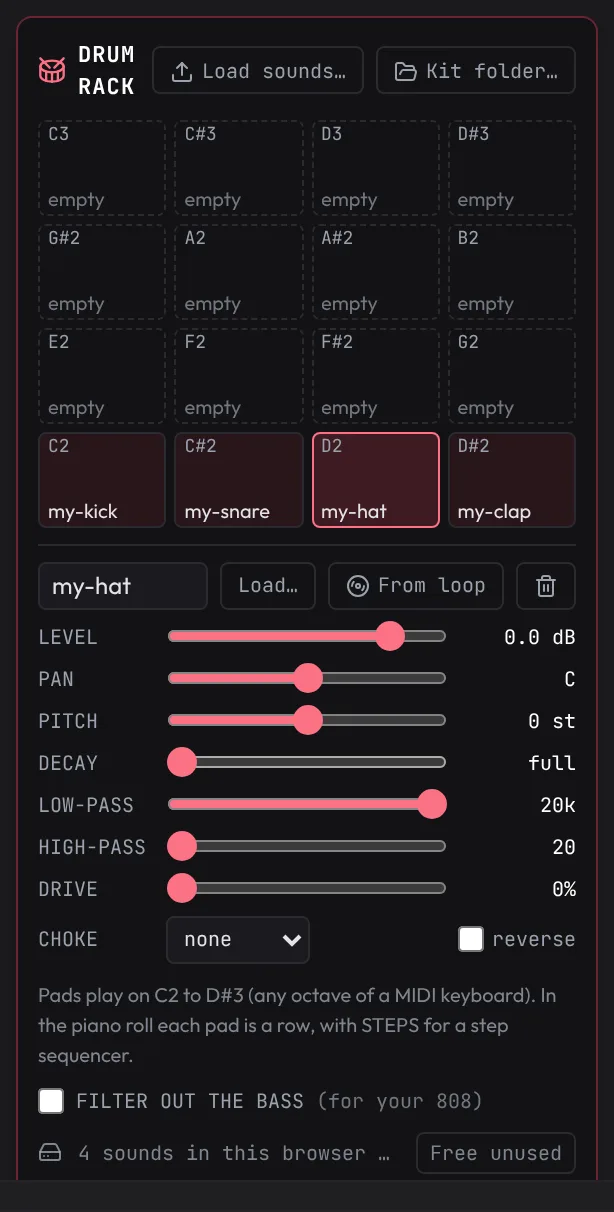 DRUM RACK Load sounds… Kit folder…
C3 C#3 D3 D#3
empty empty empty empty
G#2 A2 A#2 B2
empty empty empty empty
E2 F2 F#2 G2
empty empty empty empty
C2 C#2 D2 D#2
my-kick my-snare my-hat my-clap
my-hat Load… From loop
LEVEL 0.0 dB
PAN C
PITCH 0 st
DECAY full
LOW-PASS 20k
HIGH-PASS 20
DRIVE 0%
CHOKE none reverse
Pads play on C2 to D#3 (any octave of a MIDI keyboard). In
the piano roll each pad is a row, with STEPS for a step
sequencer.
FILTER OUT THE BASS (for your 808)
4 sounds in this browser … Free unused